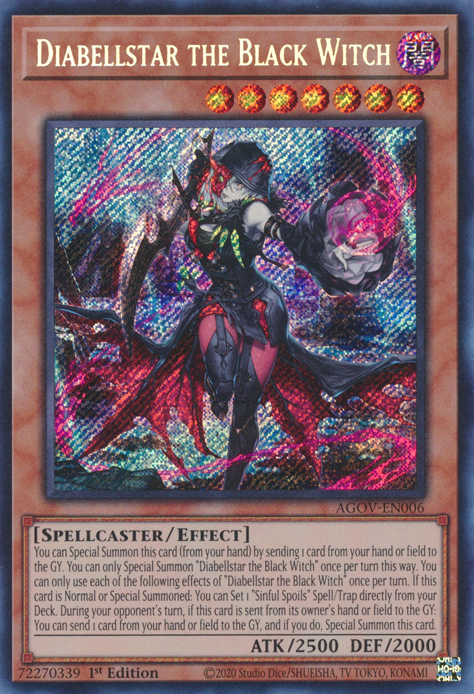 DIABELLSTAR THE BLACK WITCH
闇
AGOV-EN006
[SPELLCASTER/EFFECT]
You can Special Summon this card (from your hand) by sending 1 card from your hand or field to
the GY. You can only Special Summon "Diabellstar the Black Witch" once per turn this way. You
can only use each of the following effects of "Diabellstar the Black Witch" once per turn. If this
card is Normal or Special Summoned: You can Set 1 "Sinful Spoils" Spell/Trap directly from your
Deck. During your opponent's turn, if this card is sent from its owner's hand or field to the GY:
You can send 1 card from your hand or field to the GY, and if you do, Special Summon this card.
ATK/2500 DEF/2000
72270339 1st Edition ©2020 Studio Dice/SHUEISHA, TV TOKYO, KONAMI